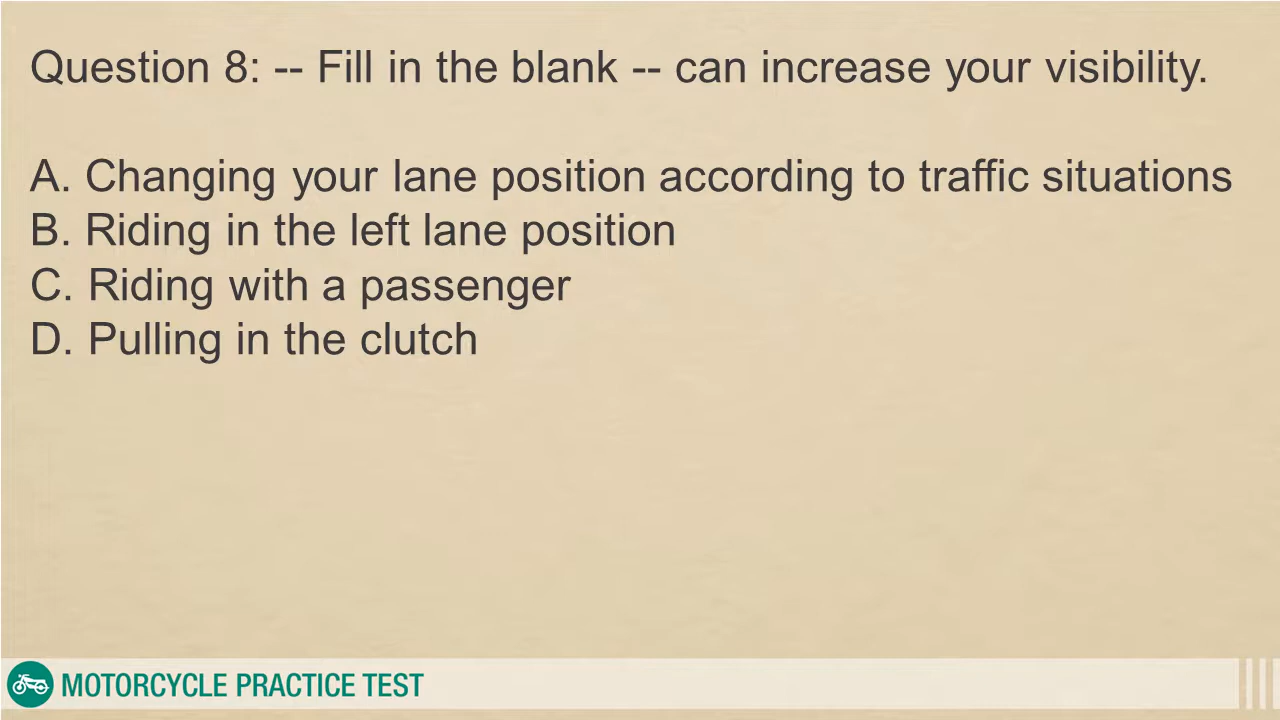 Question 8: -- Fill in the blank -- can increase your visibility.
A. Changing your lane position according to traffic situations
B. Riding in the left lane position
C. Riding with a passenger
D. Pulling in the clutch
MOTORCYCLE PRACTICE TEST